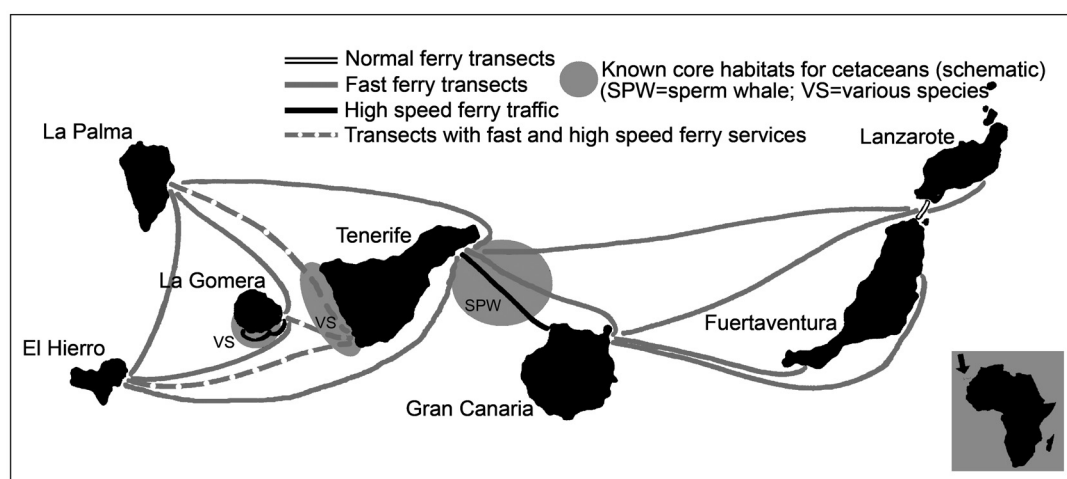 Normal ferry transects
Fast ferry transects
High speed ferry traffic
Transects with fast and high speed ferry services
Known core habitats for cetaceans (schematic)
(SPW=sperm whale; VS=various species
La Palma
Lanzarote
Tenerife
La Gomera
SPW
VS
VS
Fuertaventura
El Hierro
Gran Canaria